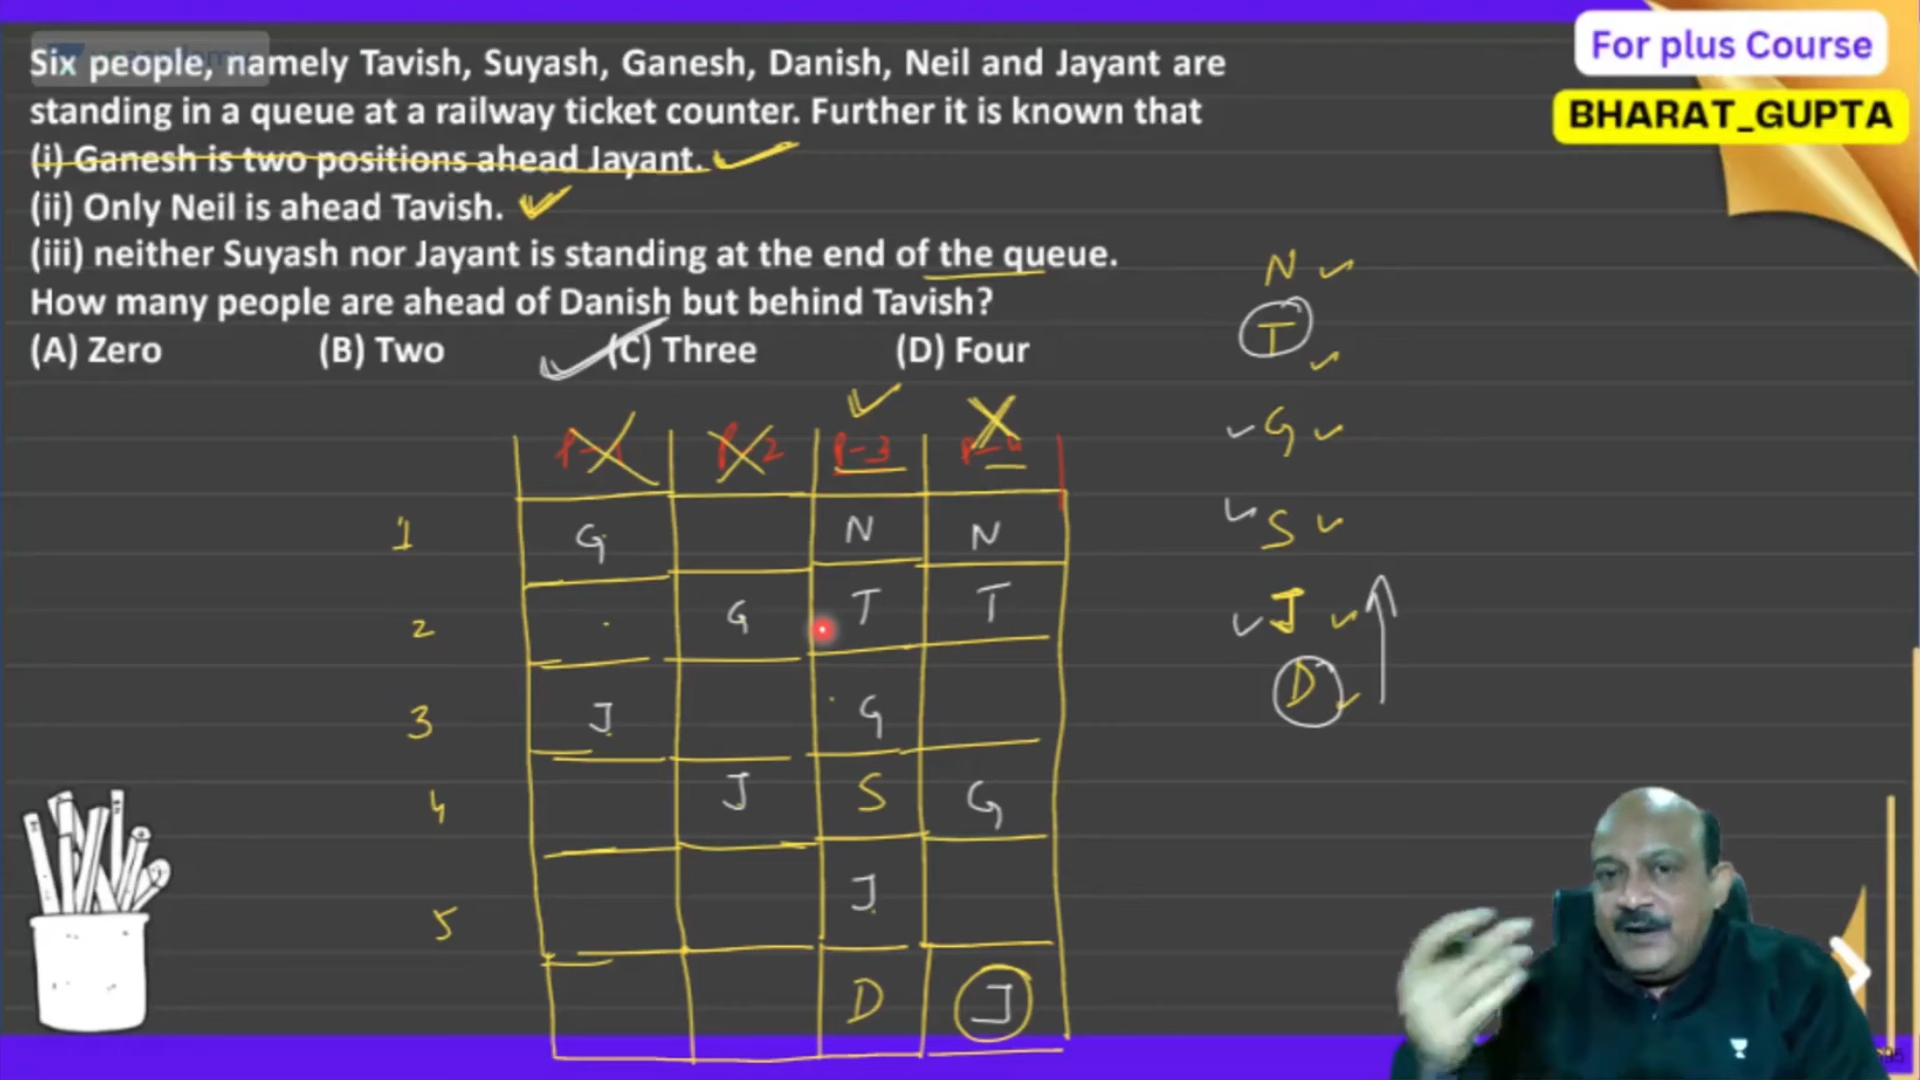 Six people, namely Tavish, Suyash, Ganesh, Danish, Neil and Jayant are
standing in a queue at a railway ticket counter. Further it is known that
(i) Ganesh is two positions ahead Jayant.
(ii) Only Neil is ahead Tavish.
(iii) neither Suyash nor Jayant is standing at the end of the queue.
How many people are ahead of Danish but behind Tavish?
(A) Zero (B) Two (C) Three (D) Four
For plus Course
BHARAT_GUPTA
N
T
G
S
J
D
P-3
1 G N N
2 G T T
3 J G
4 J S G
5 J
D J